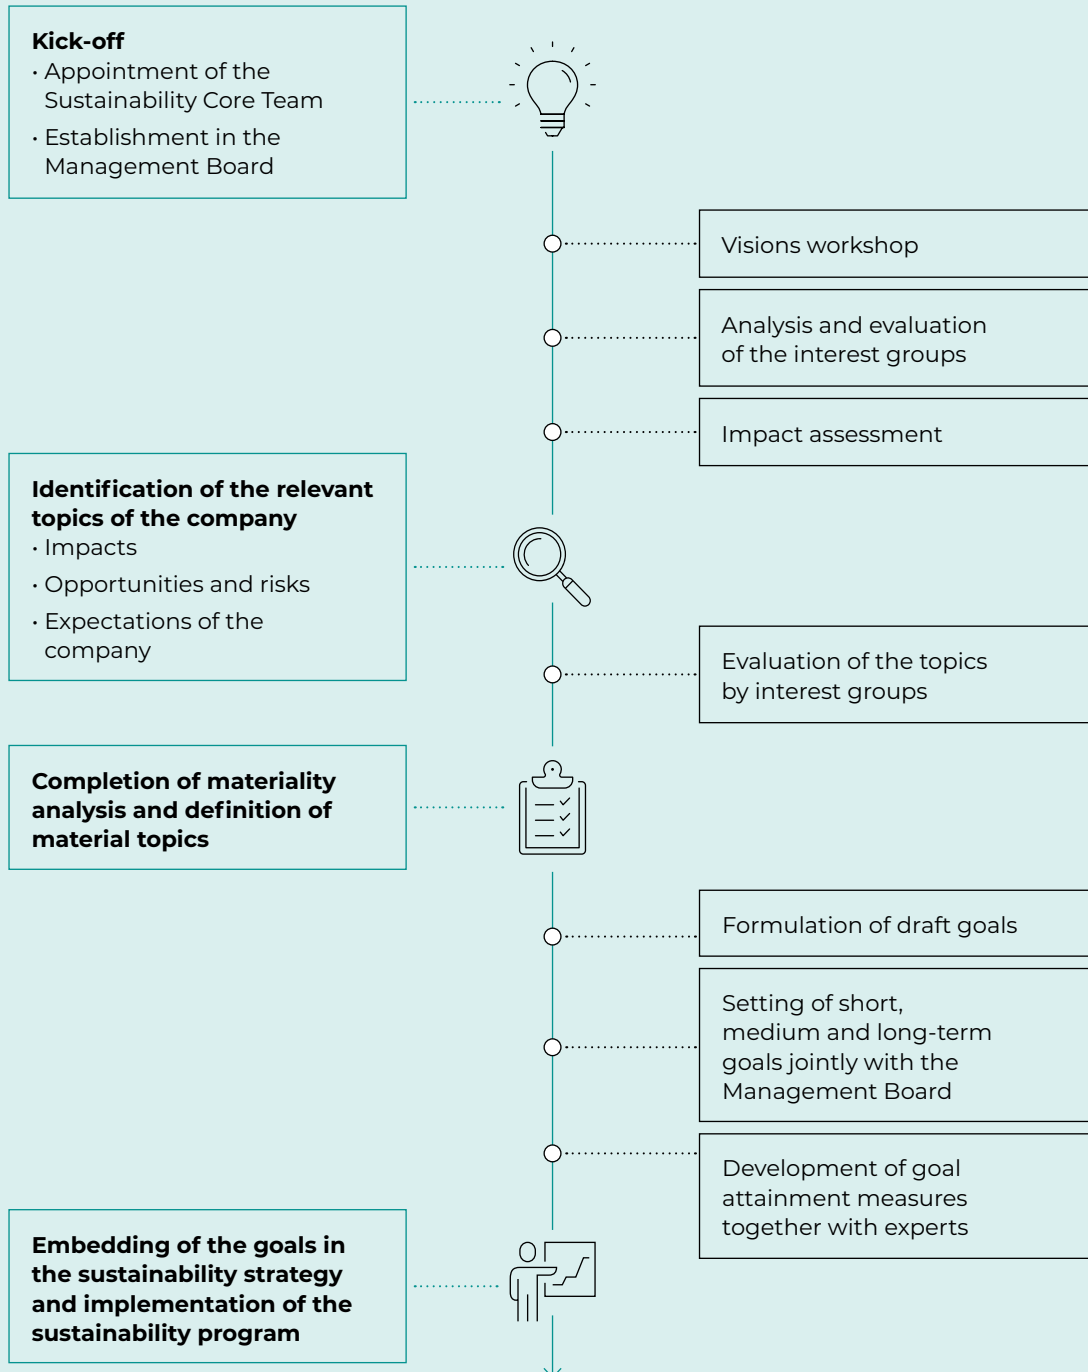 Kick-off
· Appointment of the
Sustainability Core Team
· Establishment in the
Management Board
Visions workshop
Analysis and evaluation
of the interest groups
Impact assessment
Identification of the relevant
topics of the company
· Impacts
· Opportunities and risks
· Expectations of the
company
Evaluation of the topics
by interest groups
Completion of materiality
analysis and definition of
material topics
Formulation of draft goals
Setting of short,
medium and long-term
goals jointly with the
Management Board
Development of goal
attainment measures
together with experts
Embedding of the goals in
the sustainability strategy
and implementation of the
sustainability program